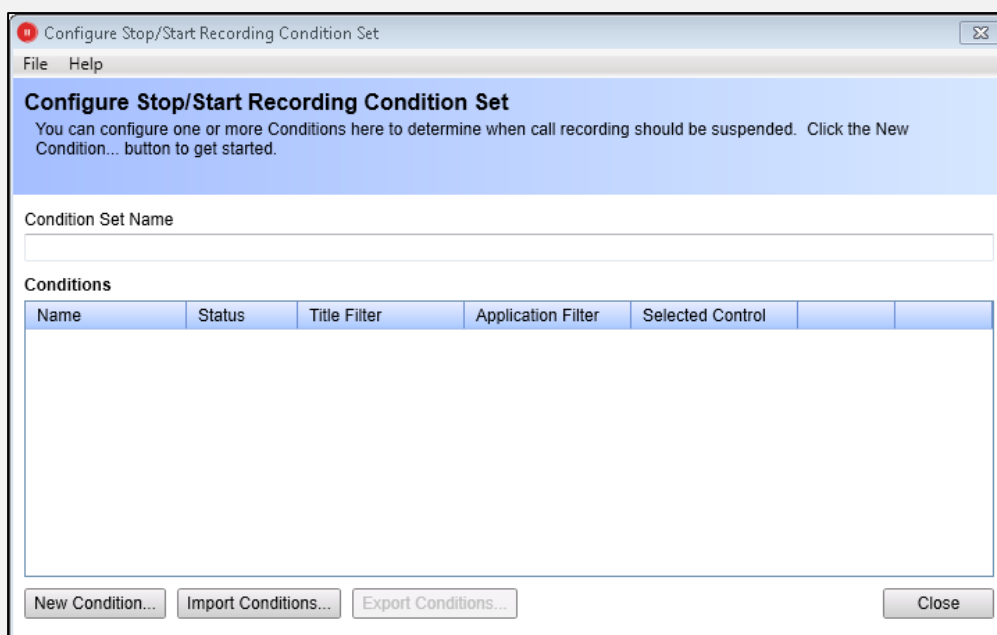 Configure Stop/Start Recording Condition Set
File Help
Configure Stop/Start Recording Condition Set
You can configure one or more Conditions here to determine when call recording should be suspended. Click the New
Condition... button to get started.
Condition Set Name
Conditions
Name Status Title Filter Application Filter Selected Control
New Condition... Import Conditions... Export Conditions... Close